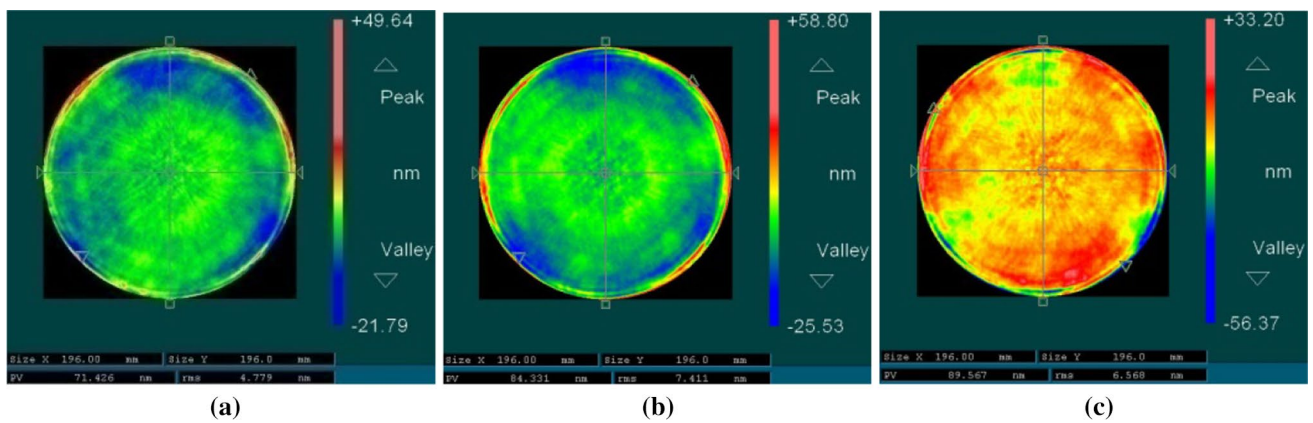 +49.64
Peak
nm
Valley
-21.79
Size X 196.00 mm Size Y 196.0 mm
PV 71.426 nm rms 4.779 nm
(a)
+58.80
Peak
nm
Valley
-25.53
Size X 196.00 mm Size Y 196.0 mm
PV 84.331 nm rms 7.411 nm
(b)
+33.20
Peak
nm
Valley
-56.37
Size X 196.00 mm Size Y 196.0 mm
PV 89.567 nm rms 6.568 nm
(c)